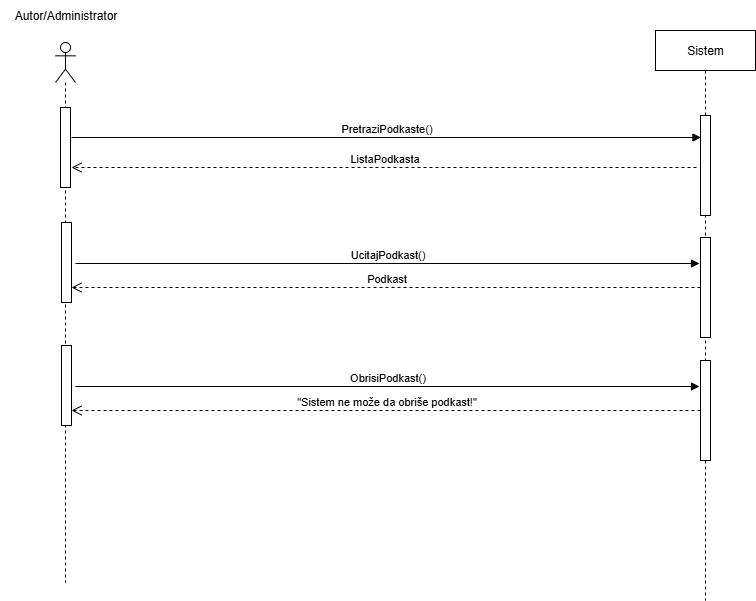 Autor/Administrator
Sistem
PretraziPodkaste()
ListaPodkasta
UcitajPodkast()
Podkast
ObrisiPodkast()
"Sistem ne može da obriše podkast!"